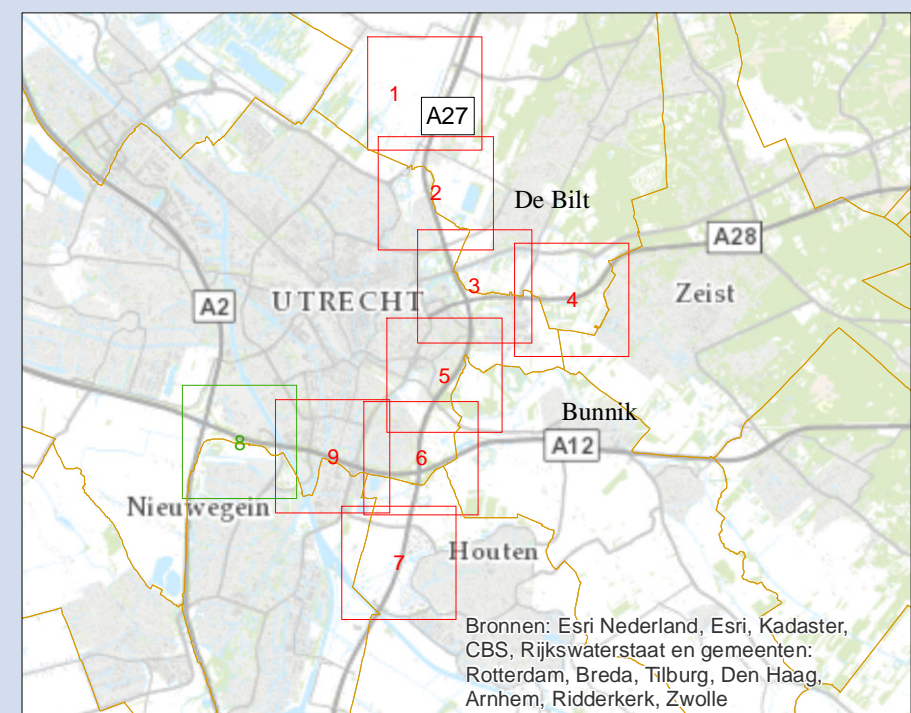 1
A27
2
De Bilt
A28
3
4
Zeist
A2
UTRECHT
5
Bunnik
8
9
6
A12
Nieuwegein
Houten
7
Bronnen: Esri Nederland, Esri, Kadaster,
CBS, Rijkswaterstaat en gemeenten:
Rotterdam, Breda, Tilburg, Den Haag,
Arnhem, Ridderkerk, Zwolle